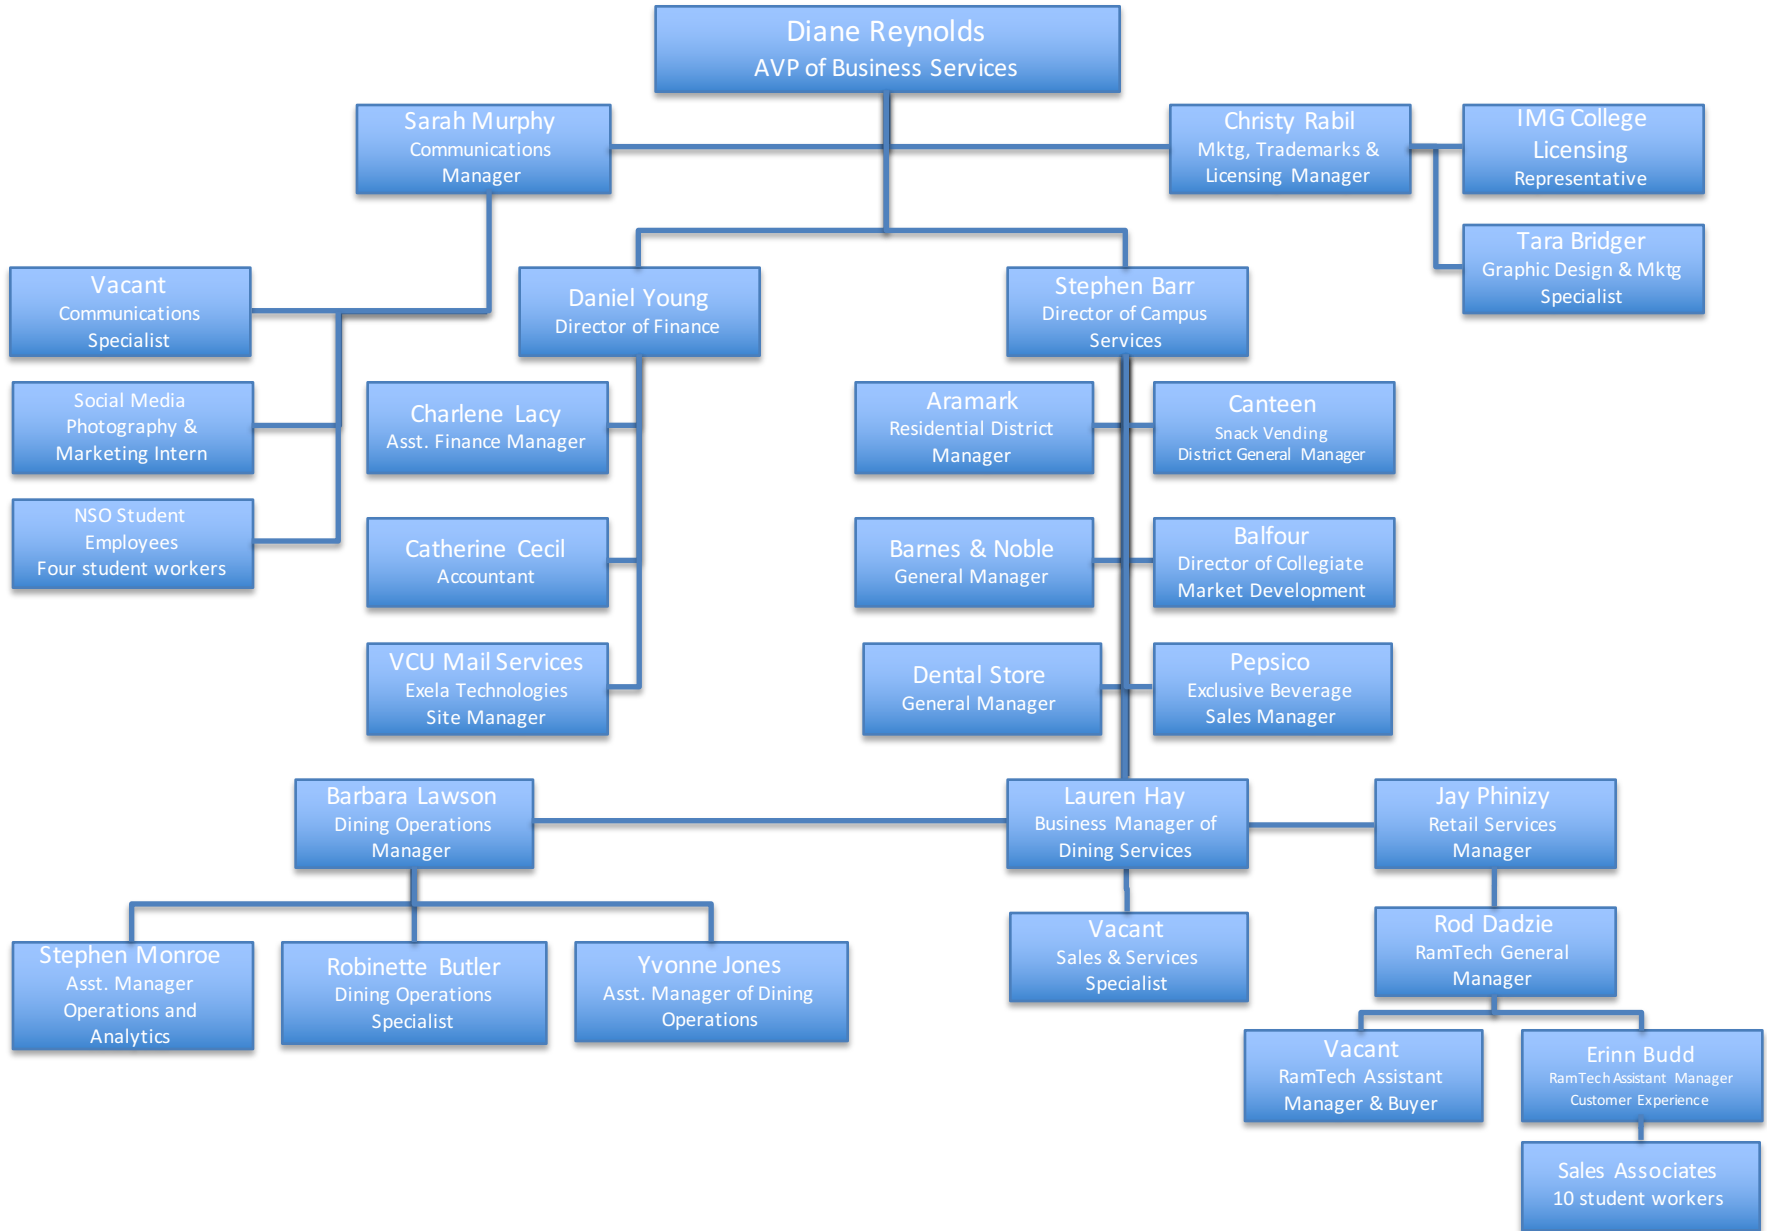 Diane Reynolds
AVP of Business Services
Sarah Murphy
Communications
Manager
Christy Rabil
Mktg, Trademarks &
Licensing Manager
IMG College
Licensing
Representative
Tara Bridger
Graphic Design & Mktg
Specialist
Vacant
Communications
Specialist
Daniel Young
Director of Finance
Stephen Barr
Director of Campus
Services
Social Media
Photography &
Marketing Intern
Charlene Lacy
Asst. Finance Manager
Aramark
Residential District
Manager
Canteen
Snack Vending
District General Manager
NSO Student
Employees
Four student workers
Catherine Cecil
Accountant
Barnes & Noble
General Manager
Balfour
Director of Collegiate
Market Development
VCU Mail Services
Exela Technologies
Site Manager
Dental Store
General Manager
Pepsico
Exclusive Beverage
Sales Manager
Barbara Lawson
Dining Operations
Manager
Lauren Hay
Business Manager of
Dining Services
Jay Phinizy
Retail Services
Manager
Stephen Monroe
Asst. Manager
Operations and
Analytics
Robinette Butler
Dining Operations
Specialist
Yvonne Jones
Asst. Manager of Dining
Operations
Vacant
Sales & Services
Specialist
Rod Dadzie
RamTech General
Manager
Vacant
RamTech Assistant
Manager & Buyer
Erinn Budd
RamTech Assistant Manager
Customer Experience
Sales Associates
10 student workers